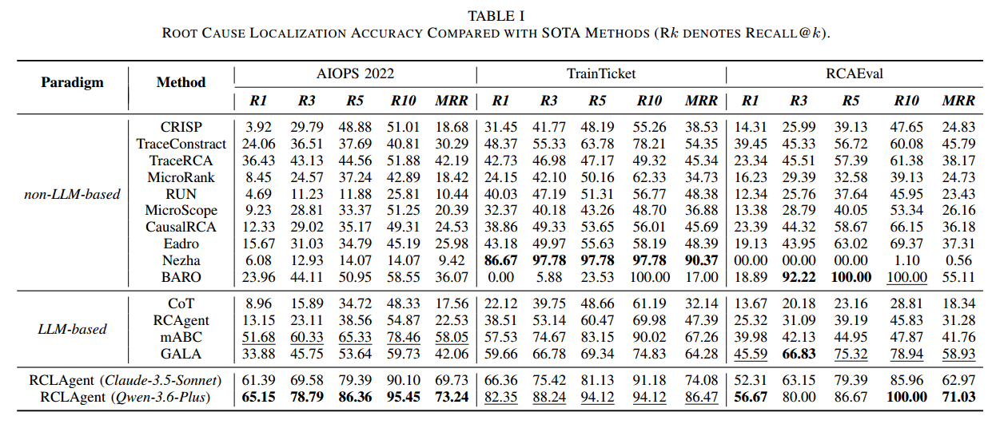 TABLE I
ROOT CAUSE LOCALIZATION ACCURACY COMPARED WITH SOTA METHODS (Rk DENOTES RECALL@k).
Paradigm Method AIOPS 2022 TrainTicket RCAEval
R1 R3 R5 R10 MRR R1 R3 R5 R10 MRR R1 R3 R5 R10 MRR
CRISP 3.92 29.79 48.88 51.01 18.68 31.45 41.77 48.19 55.26 38.53 14.31 25.99 39.13 47.65 24.83
TraceConstract 24.06 36.51 37.69 40.81 30.29 48.37 55.33 63.78 78.21 54.35 39.45 45.33 56.72 60.08 45.79
TraceRCA 36.43 43.13 44.56 51.88 42.19 42.73 46.98 47.17 49.32 45.34 23.34 45.51 57.39 61.38 38.17
MicroRank 8.45 24.57 37.24 42.89 18.42 24.15 42.10 50.16 62.33 34.73 16.23 29.39 32.58 39.13 24.73
non-LLM-based RUN 4.69 11.23 11.88 25.81 10.44 40.03 47.19 51.31 56.77 48.38 12.34 25.76 37.64 45.95 23.43
MicroScope 9.23 28.81 33.37 51.25 20.39 32.37 40.18 43.26 48.70 36.88 13.38 28.79 40.05 53.34 26.16
CausalRCA 12.33 29.02 35.17 49.31 24.53 38.86 49.33 53.65 56.01 45.69 23.39 44.32 58.67 66.15 36.18
Eadro 15.67 31.03 34.79 45.19 25.98 43.18 49.97 55.63 58.19 48.39 19.13 43.95 63.02 69.37 37.31
Nezha 6.08 12.93 14.07 14.07 9.42 86.67 97.78 97.78 97.78 90.37 00.00 00.00 00.00 1.10 0.56
BARO 23.96 44.11 50.95 58.55 36.07 0.00 5.88 23.53 100.00 17.00 18.89 92.22 100.00 100.00 55.11
CoT 8.96 15.89 34.72 48.33 17.56 22.12 39.75 48.66 61.19 32.14 13.67 20.18 23.16 28.81 18.34
LLM-based RCAgent 13.15 23.11 38.56 54.87 22.53 38.51 53.14 60.47 69.98 47.39 25.32 31.09 39.19 45.83 31.28
mABC 51.68 60.33 65.33 78.46 58.05 57.53 74.67 83.15 90.02 67.26 39.98 42.13 44.95 47.87 41.76
GALA 33.88 45.75 53.64 59.73 42.06 59.66 66.78 69.34 74.83 64.28 45.59 66.83 75.32 78.94 58.93
RCLAgent (Claude-3.5-Sonnet) 61.39 69.58 79.39 90.10 69.73 66.36 75.42 81.13 91.18 74.08 52.31 63.15 79.39 85.96 62.97
RCLAgent (Qwen-3.6-Plus) 65.15 78.79 86.36 95.45 73.24 82.35 88.24 94.12 94.12 86.47 56.67 80.00 86.67 100.00 71.03